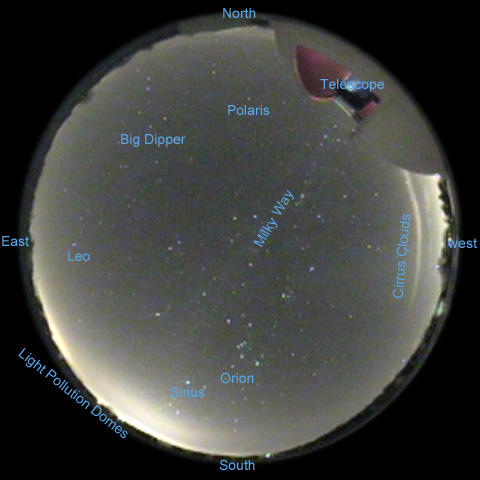 North
Telescope
Polaris
Big Dipper
Milky Way
East
west
Leo
Cirrus Clouds
Light Pollution Domes
Orion
Sirius
South